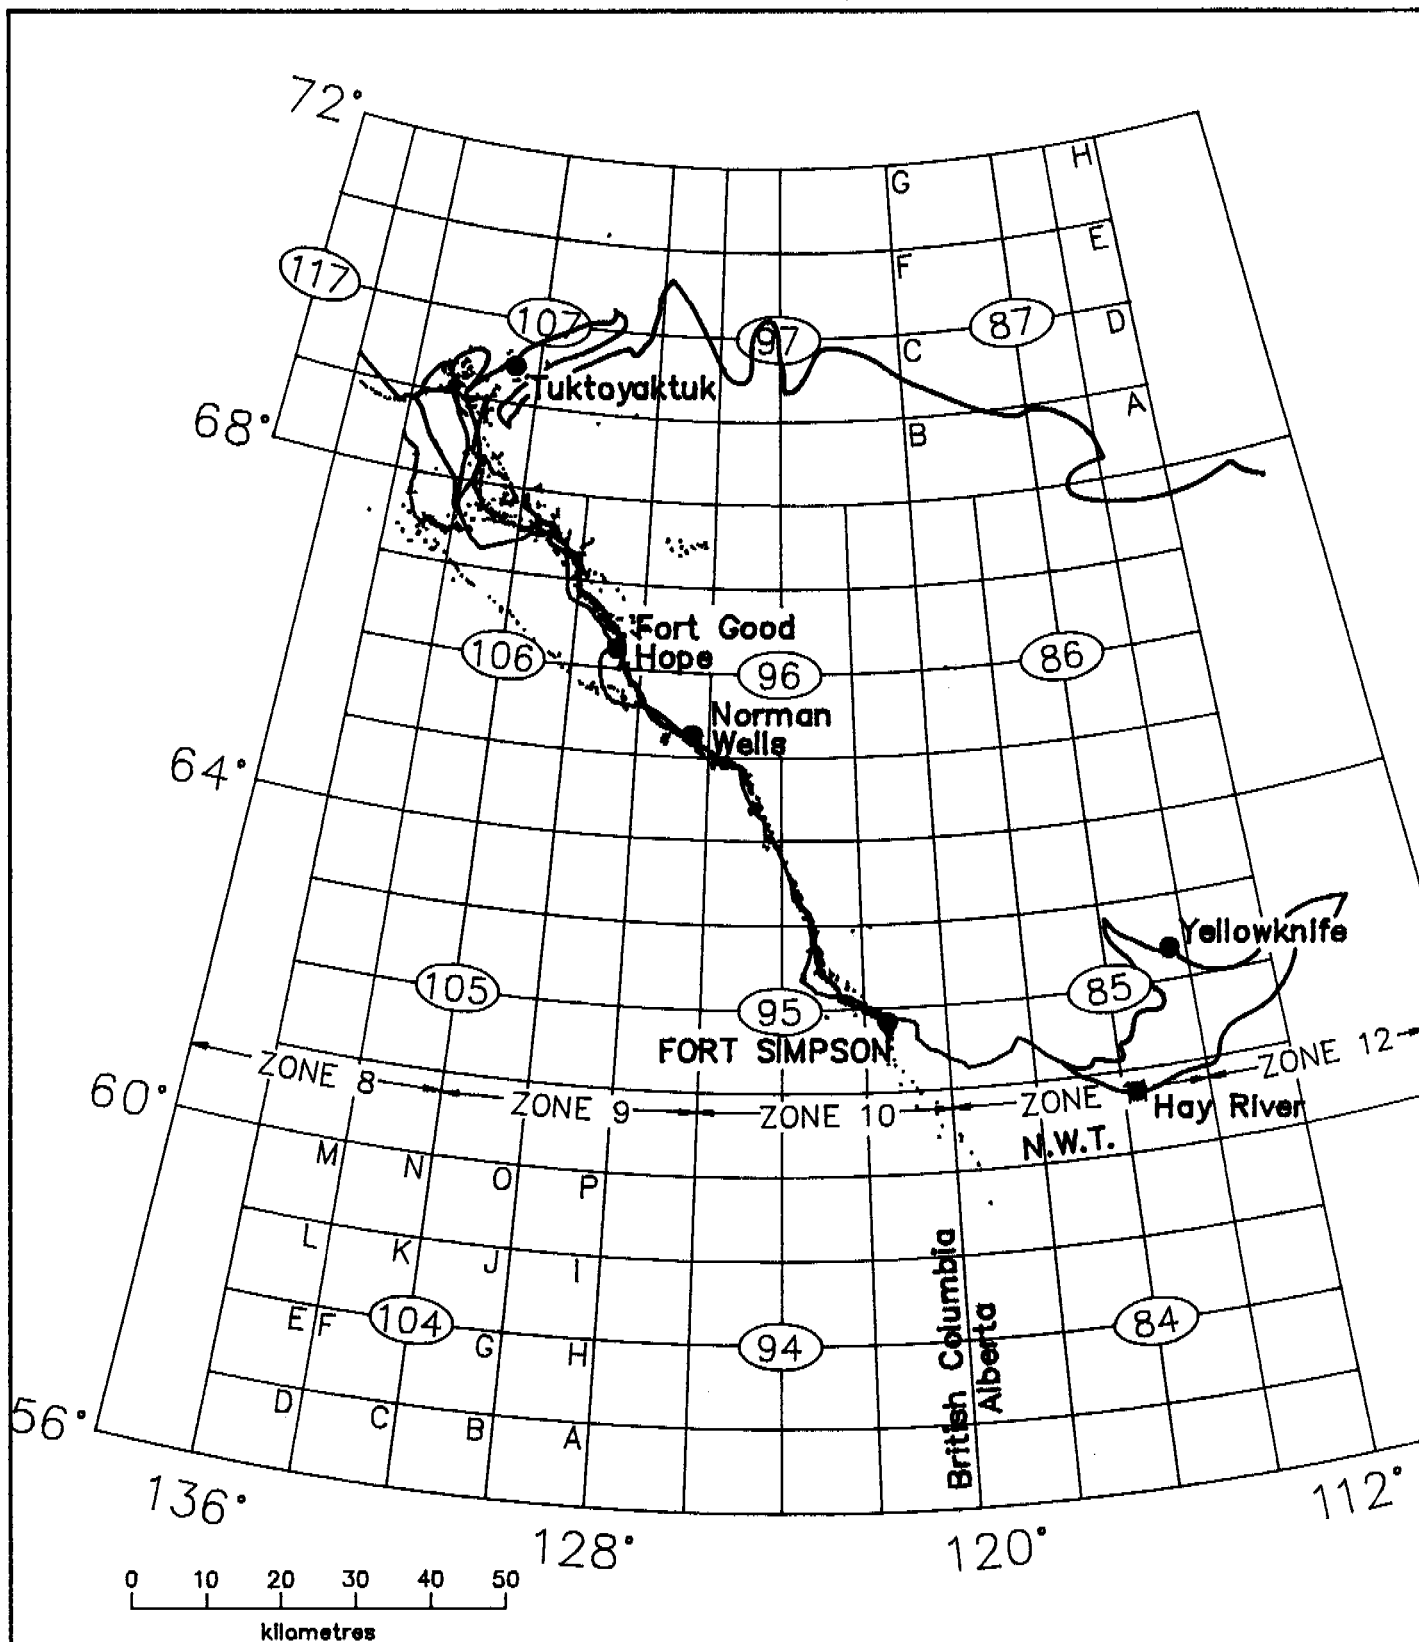 72°
H
G
E
F
117
107
87
D
97
C
Tuktoyaktuk
A
68°
B
Fort Good
Hope
106
96
86
Norman
Wells
64°
Yellowknife
105
85
95
FORT SIMPSON
ZONE 8
ZONE 9
ZONE 10
ZONE
ZONE 12
60°
Hay River
N.W.T.
M
N
O
P
L
K
J
I
British Columbia
Alberta
E
F
104
G
H
94
84
D
C
B
A
56°
136°
128°
120°
112°
0 10 20 30 40 50
kilometres